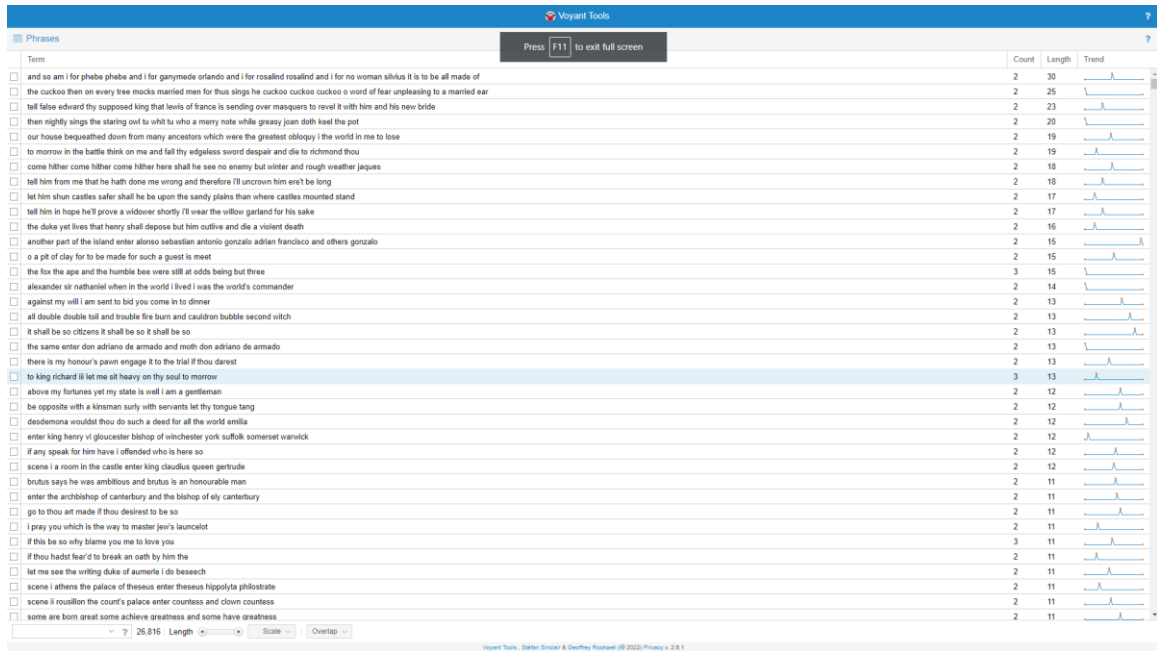 Voyant Tools ?
Phrases ?
Press F11 to exit full screen
Term Count Length Trend
and so am i for phebe phebe and i for ganymede orlando and i for rosalind rosalind and i for no woman silvius it is to be all made of 2 30
the cuckoo then on every tree mocks married men for thus sings he cuckoo cuckoo cuckoo o word of fear unpleasing to a married ear 2 25
tell false edward thy supposed king that lewis of france is sending over masquers to revel it with him and his new bride 2 23
then nightly sings the staring owl tu whit tu who a merry note while greasy joan doth keel the pot 2 20
our house bequeathed down from many ancestors which were the greatest obloquy i the world in me to lose 2 19
to morrow in the battle think on me and fall thy edgeless sword despair and die to richmond thou 2 19
come hither come hither come hither here shall he see no enemy but winter and rough weather jaques 2 18
tell him from me that he hath done me wrong and therefore i'll uncrown him ere't be long 2 18
let him shun castles safer shall he be upon the sandy plains than where castles mounted stand 2 17
tell him in hope he'll prove a widower shortly i'll wear the willow garland for his sake 2 17
the duke yet lives that henry shall depose but him outlive and die a violent death 2 16
another part of the island enter alonso sebastian antonio gonzalo adrian francisco and others gonzalo 2 15
o a pit of clay for to be made for such a guest is meet 2 15
the fox the ape and the humble bee were still at odds being but three 3 15
alexander sir nathaniel when in the world i lived i was the world's commander 2 14
against my will i am sent to bid you come in to dinner 2 13
all double double toil and trouble fire burn and cauldron bubble second witch 2 13
it shall be so citizens it shall be so it shall be so 2 13
the same enter don adriano de armado and moth don adriano de armado 2 13
there is my honour's pawn engage it to the trial if thou darest 2 13
to king richard iii let me sit heavy on thy soul to morrow 3 13
above my fortunes yet my state is well i am a gentleman 2 12
be opposite with a kinsman surly with servants let thy tongue tang 2 12
desdemona wouldst thou do such a deed for all the world emilia 2 12
enter king henry vi gloucester bishop of winchester york suffolk somerset warwick 2 12
if any speak for him have i offended who is here so 2 12
scene i a room in the castle enter king claudius queen gertrude 2 12
brutus says he was ambitious and brutus is an honourable man 2 11
enter the archbishop of canterbury and the bishop of ely canterbury 2 11
go to thou art made if thou desirest to be so 2 11
i pray you which is the way to master jew's launcelot 2 11
if this be so why blame you me to love you 3 11
if thou hadst fear'd to break an oath by him the 2 11
let me see the writing duke of aumerle i do beseech 2 11
scene i athens the palace of theseus enter theseus hippolyta philostrate 2 11
scene ii rousillon the count's palace enter countess and clown countess 2 11
some are born great some achieve greatness and some have greatness 2 11
? 26,816 Length Scale Overlap
Voyant Tools , Stéfan Sinclair & Geoffrey Rockwell (© 2022) Privacy v. 2.6.1